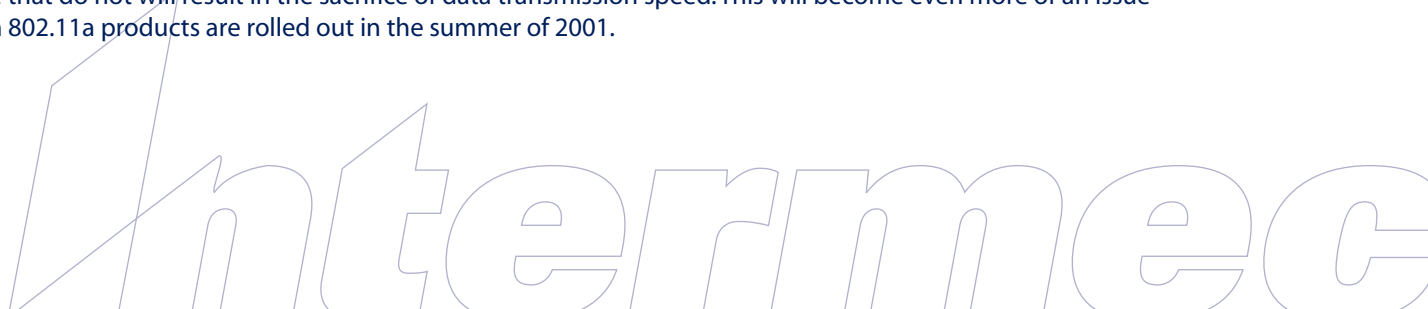 that do not will result in the sacrifice of data transmission speed. This will become even more of an issue
802.11a products are rolled out in the summer of 2001.
Intermec